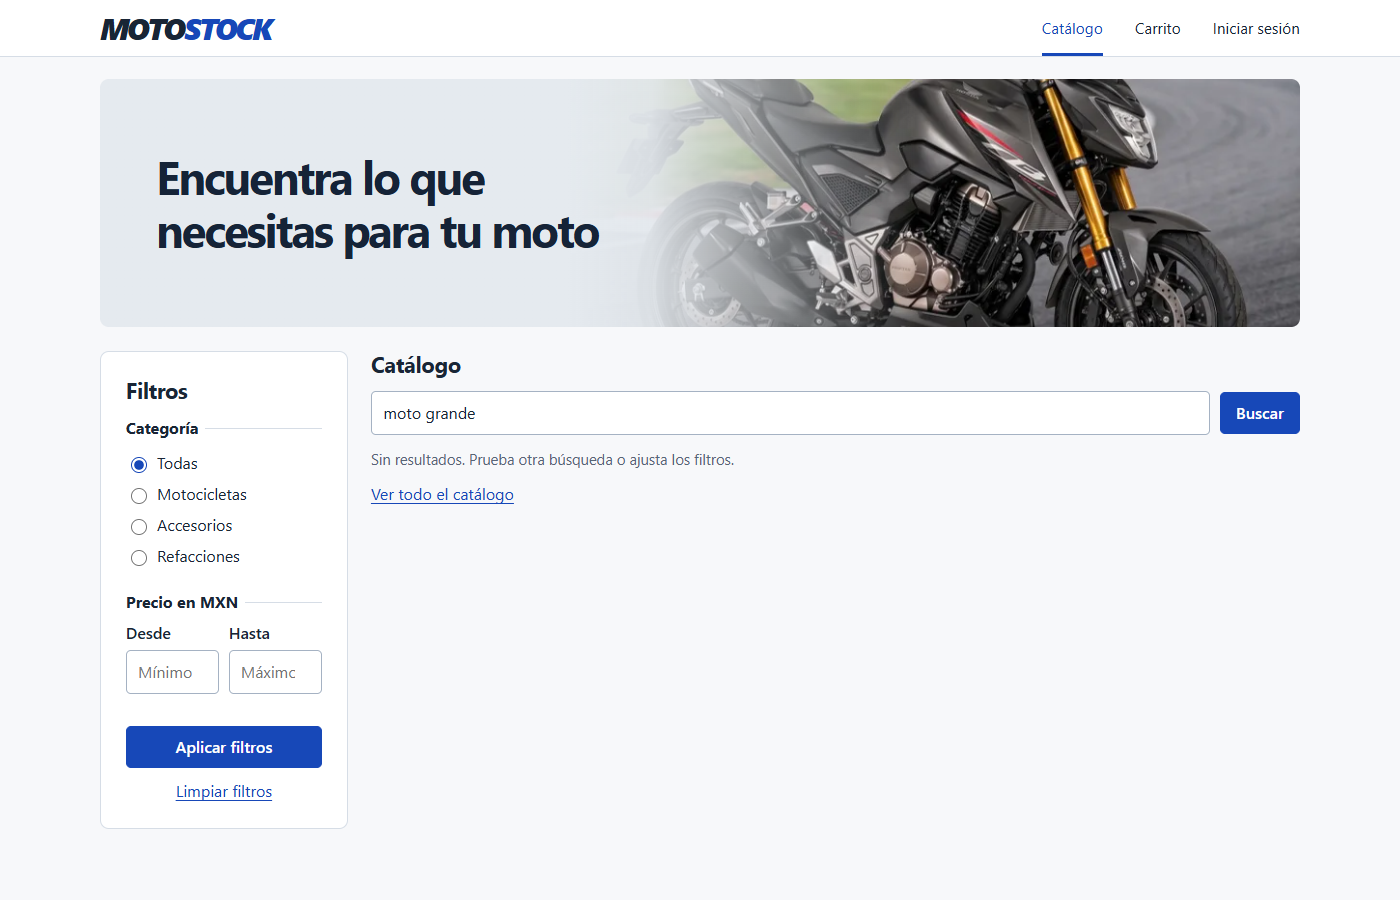 MOTOSTOCK
Catálogo
Carrito
Iniciar sesión
Encuentra lo que
necesitas para tu moto
Filtros
Categoría
Todas
Motocicletas
Accesorios
Refacciones
Precio en MXN
Desde
Hasta
Mínimo
Máximo
Aplicar filtros
Limpiar filtros
Catálogo
moto grande
Buscar
Sin resultados. Prueba otra búsqueda o ajusta los filtros.
Ver todo el catálogo